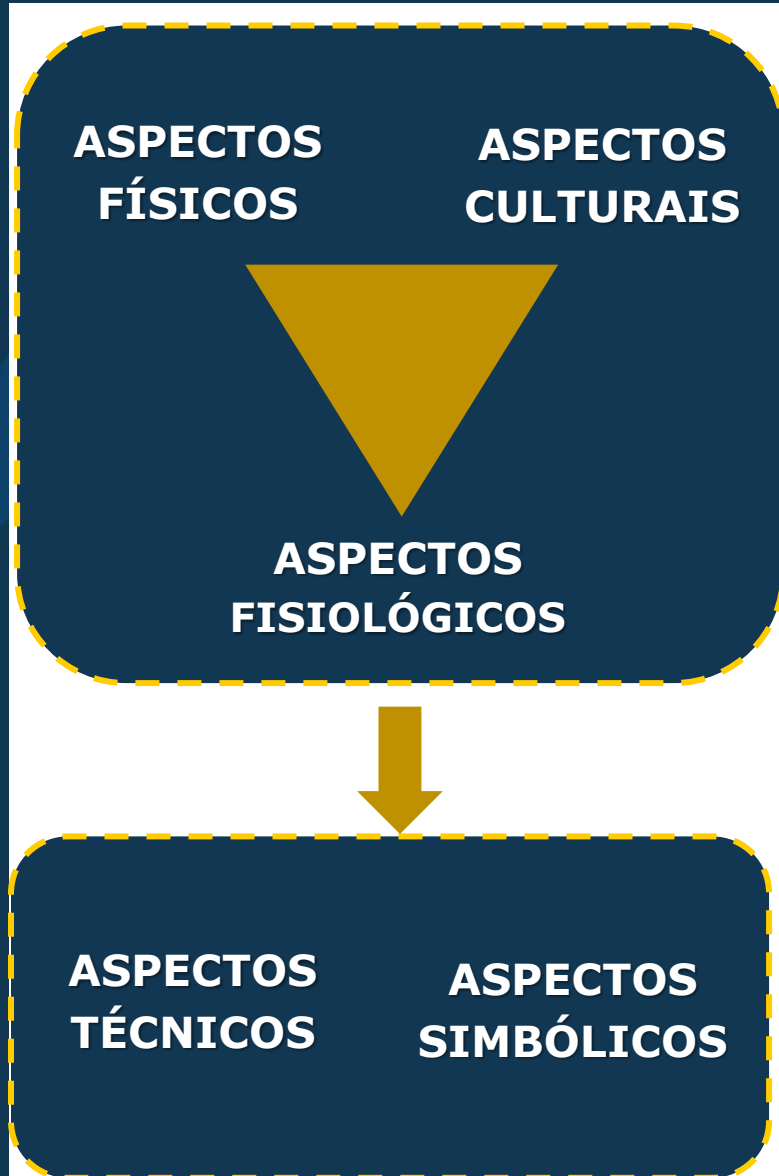 ASPECTOS
FÍSICOS
ASPECTOS
CULTURAIS
ASPECTOS
FISIOLÓGICOS
ASPECTOS
TÉCNICOS
ASPECTOS
SIMBÓLICOS